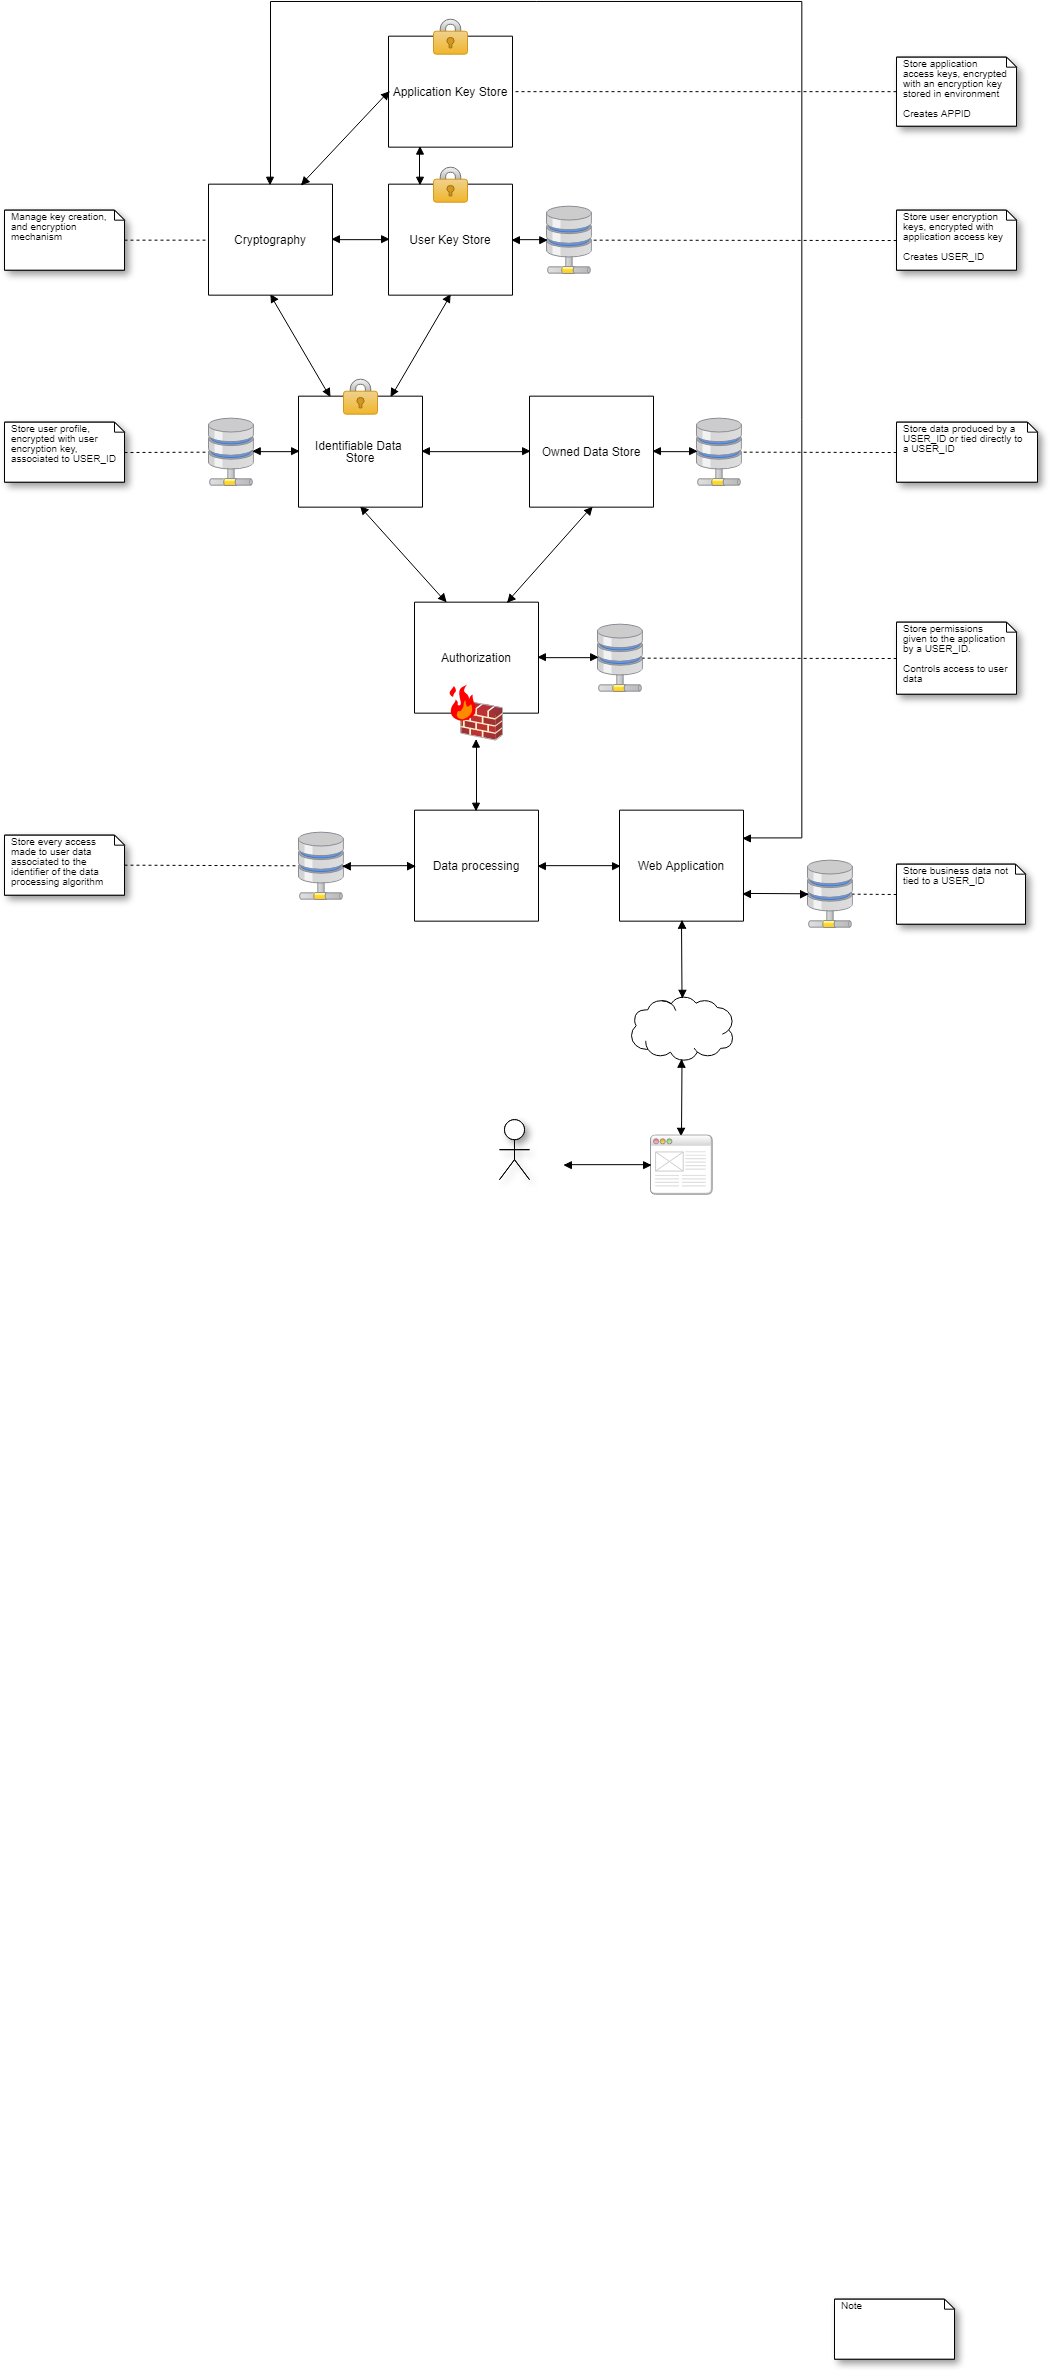 Store application
access keys, encrypted
with an encryption key
stored in environment
Creates APPID
Application Key Store
Manage key creation,
and encryption
mechanism
Cryptography
User Key Store
Store user encryption
keys, encrypted with
application access key
Creates USER_ID
Store user profile,
encrypted with user
encryption key,
associated to USER_ID
Identifiable Data
Store
Owned Data Store
Store data produced by a
USER_ID or tied directly to
a USER_ID
Authorization
Store permissions
given to the application
by a USER_ID.
Controls access to user
data
Store every access
made to user data
associated to the
identifier of the data
processing algorithm
Data processing
Web Application
Store business data not
tied to a USER_ID
Note